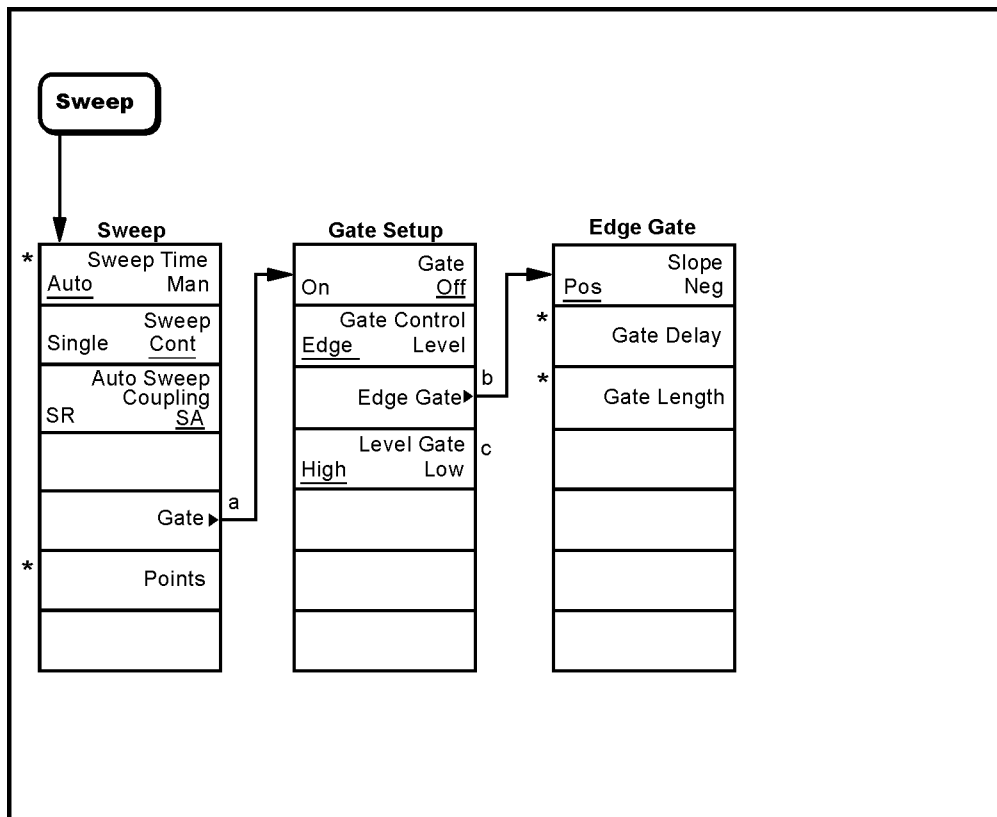 Sweep
Sweep
* Sweep Time
Auto Man
Sweep
Single Cont
Auto Sweep
Coupling
SR SA
Gate a
* Points
Gate Setup
Gate
On Off
Gate Control
Edge Level
Edge Gate b
Level Gate c
High Low
Edge Gate
Slope
Pos Neg
* Gate Delay
* Gate Length